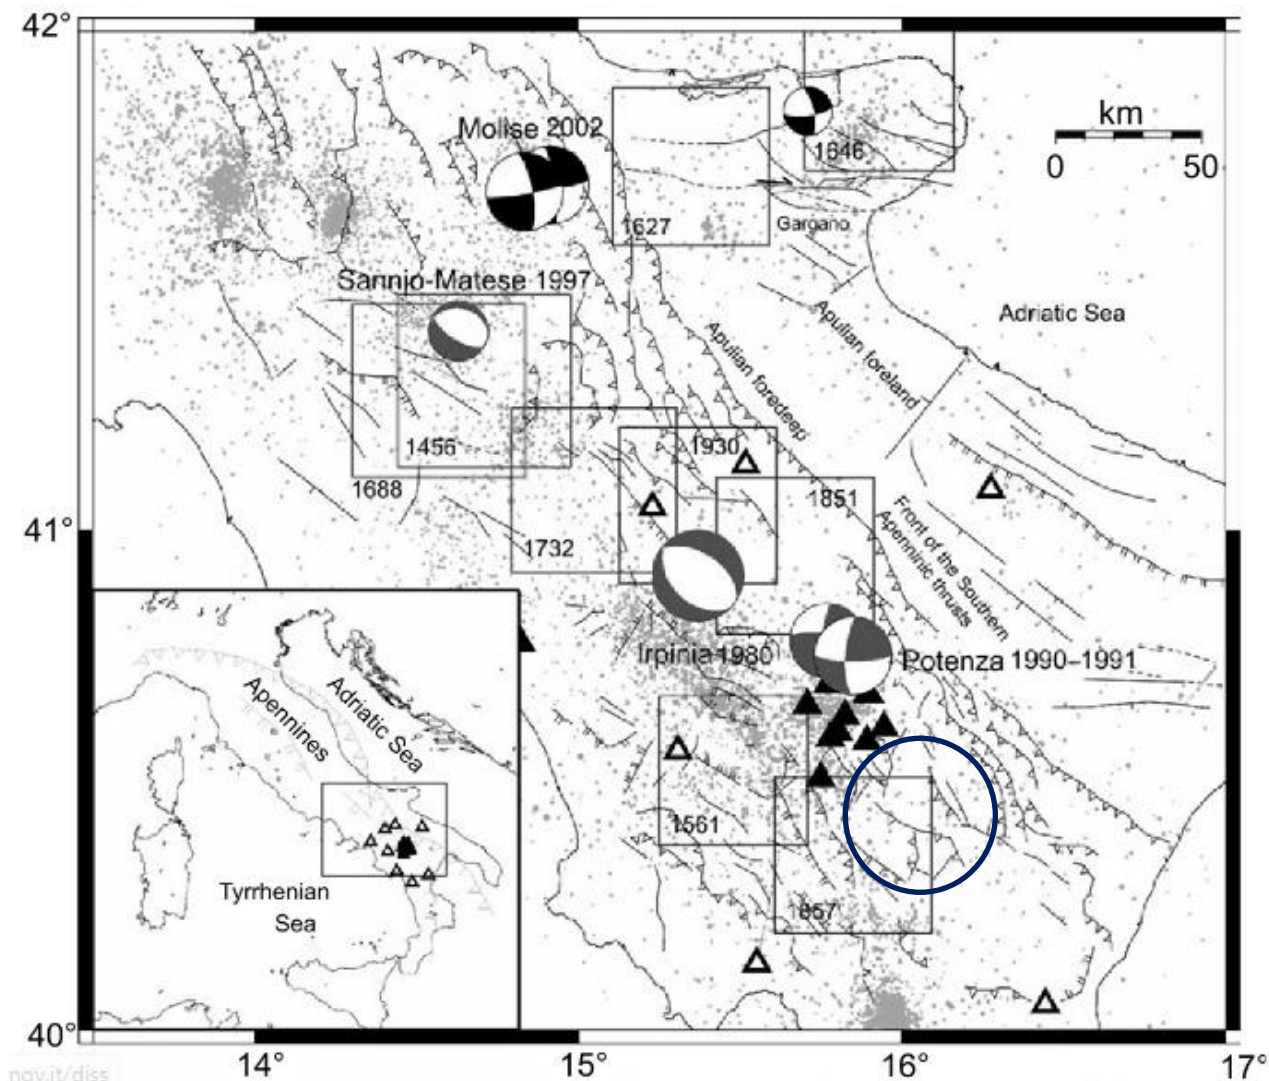 42°
km
0 50
Molise 2002
1646
1627
Gargano
Sannio-Matese 1997
Adriatic Sea
Apulian foreland
Apulian foredeep
1456
1930
1688
1851
41°
1732
Front of the Southern
Apenninic thrusts
Irpinia 1980
Potenza 1990–1991
Apennines
Adriatic Sea
1561
857
Tyrrhenian
Sea
40°
14° 15° 16° 17°